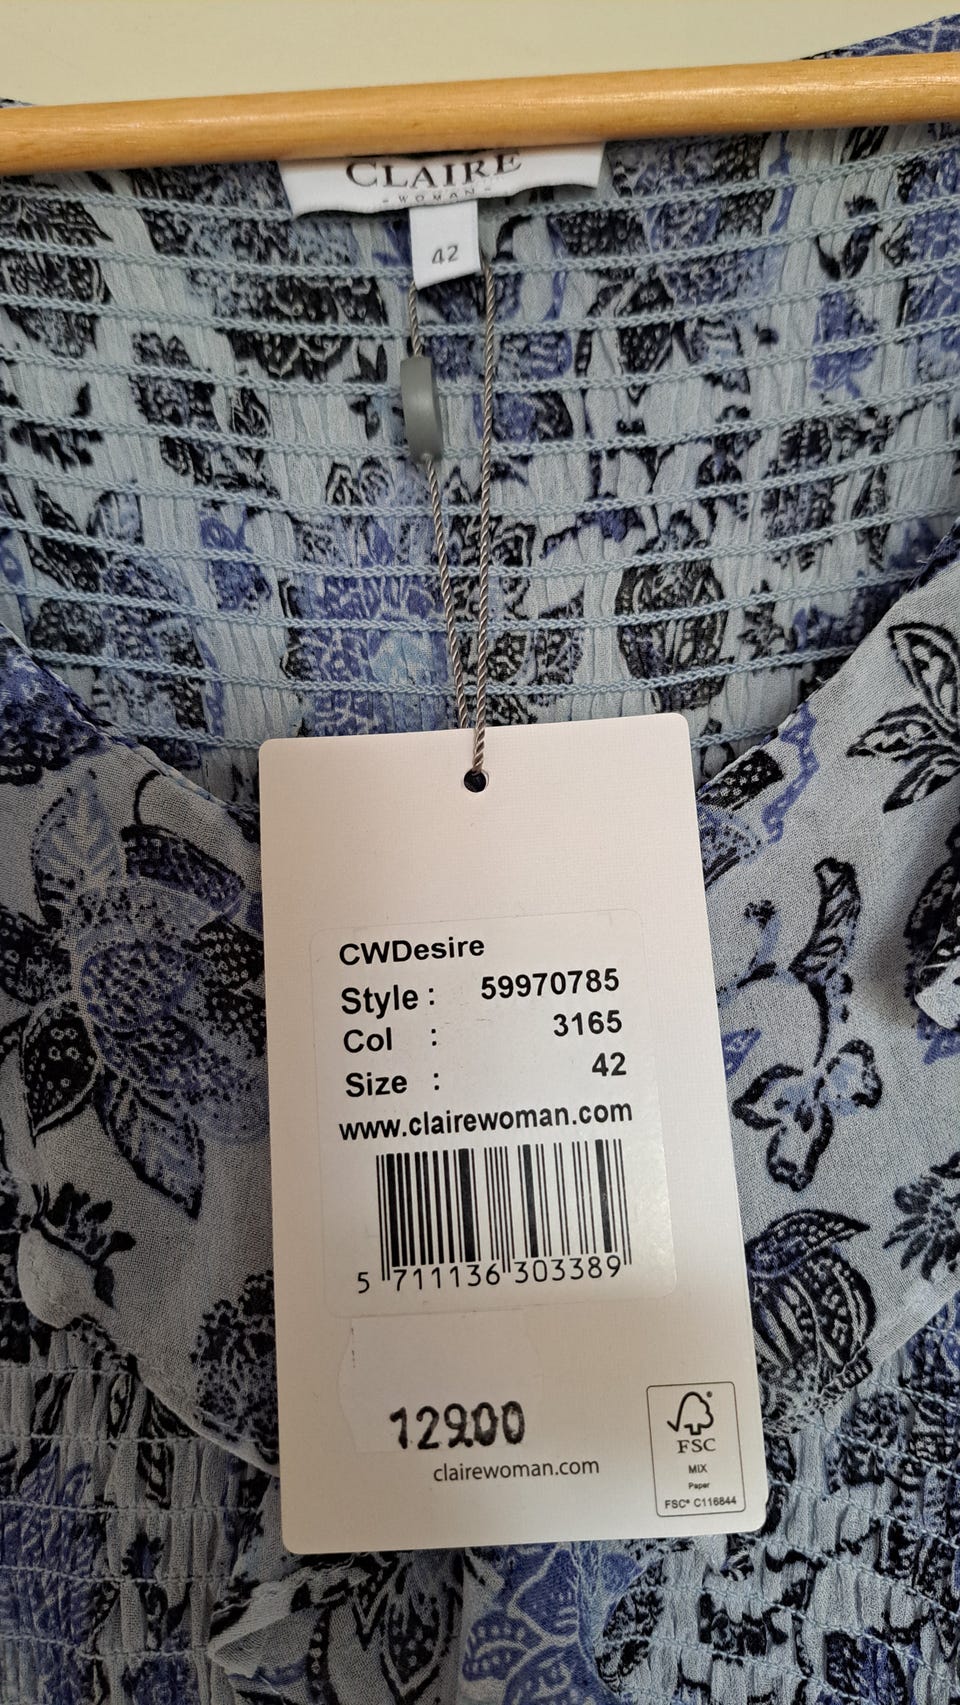 CLAIRE
- WOMAN -
42
CWDesire
Style : 59970785
Col : 3165
Size : 42
www.clairewoman.com
5 711136 303389
12900
clairewoman.com
FSC
MIX
Paper
FSC® C116844